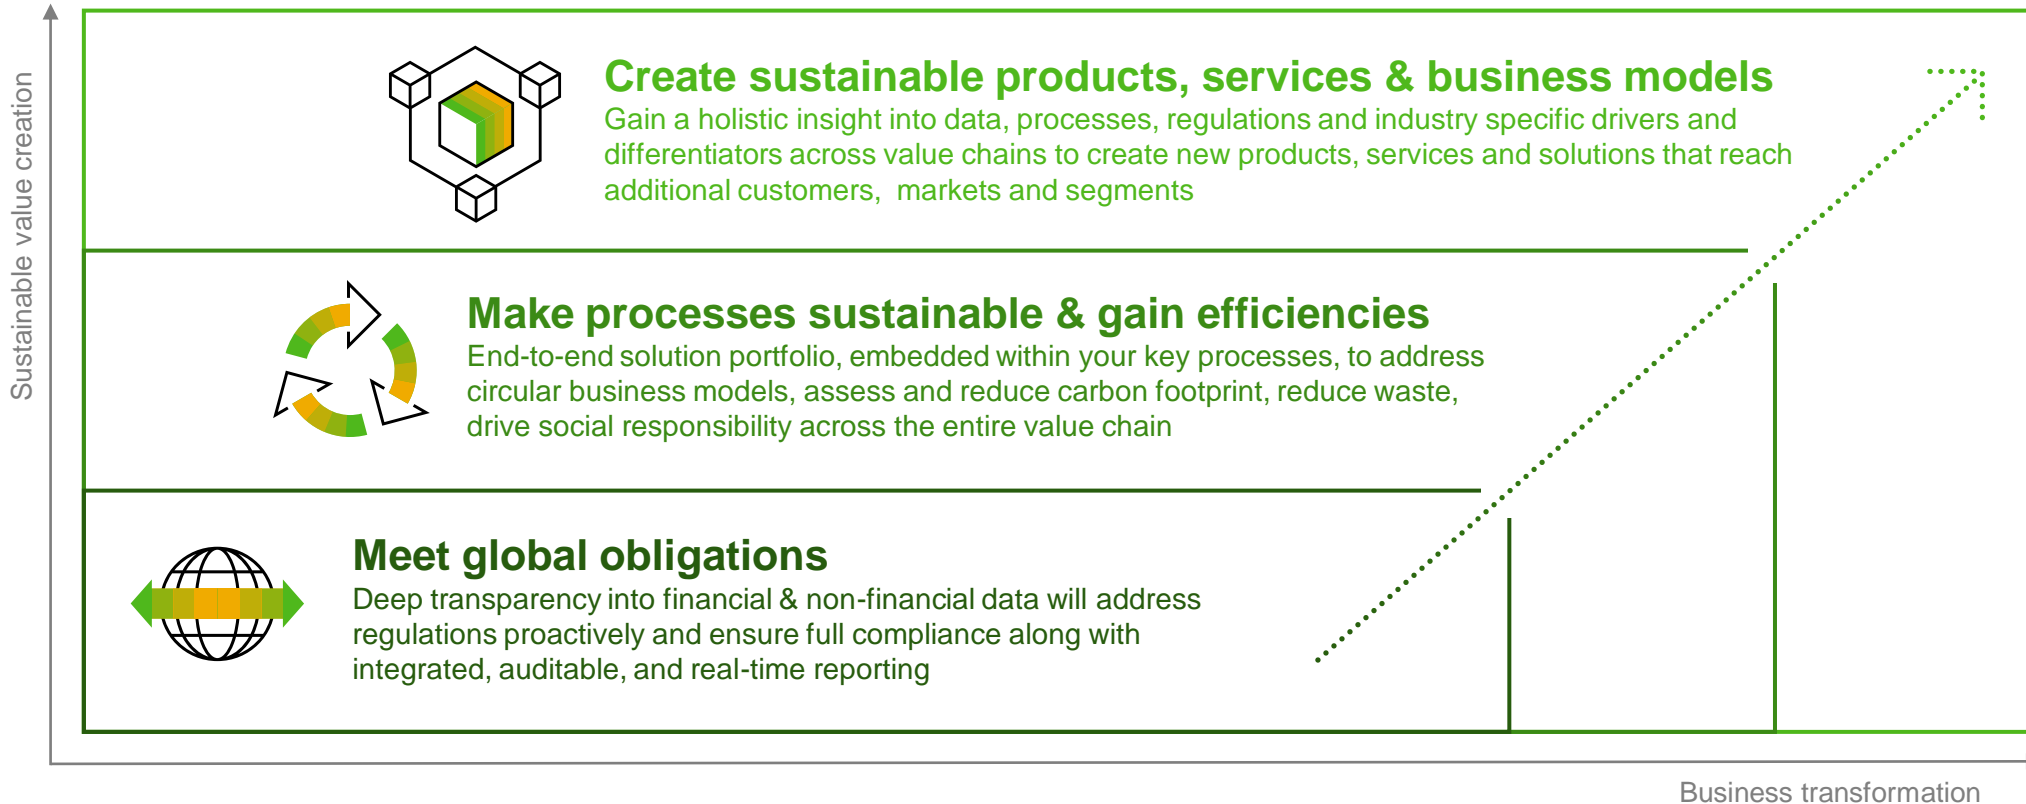 Sustainable value creation
Create sustainable products, services & business models
Gain a holistic insight into data, processes, regulations and industry specific drivers and
differentiators across value chains to create new products, services and solutions that reach
additional customers,  markets and segments
Make processes sustainable & gain efficiencies
End-to-end solution portfolio, embedded within your key processes, to address
circular business models, assess and reduce carbon footprint, reduce waste,
drive social responsibility across the entire value chain
Meet global obligations
Deep transparency into financial & non-financial data will address
regulations proactively and ensure full compliance along with
integrated, auditable, and real-time reporting
Business transformation